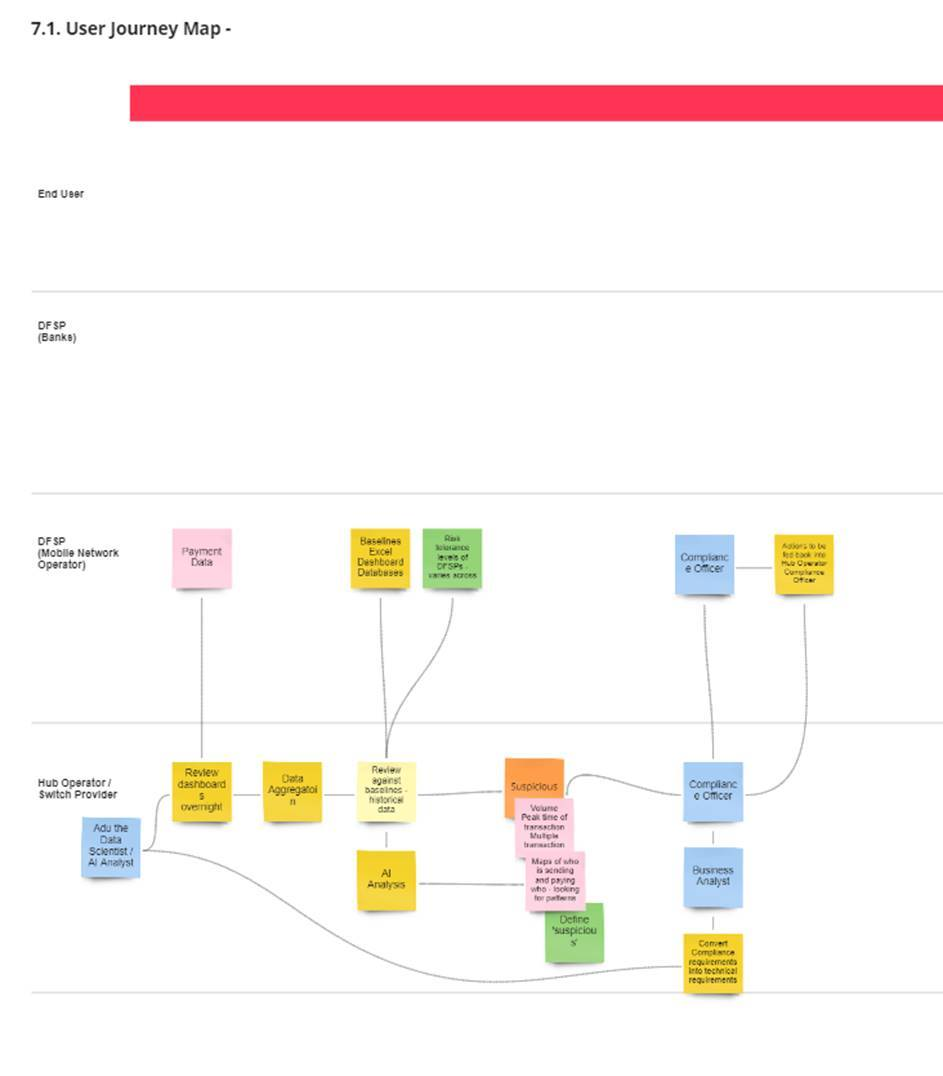 7.1. User Journey Map -
End User
DFSP
(Banks)
DFSP
(Mobile Network
Operator)
Payment
Data
Baselines
Excel
Dashboard
Databases
Risk
tolerance
levels of
DFSPs -
varies across
Complianc
e Officer
Actions to be
fed back into
Hub Operator
Compliance
Officer
Hub Operator /
Switch Provider
Adu the
Data
Scientist /
AI Analyst
Review
dashboard
s
overnight
Data
Aggregatoi
n
Review
against
baselines -
historical
data
AI
Analysis
Suspicious
Volume
Peak time of
transaction
Multiple
transaction
Maps of who
is sending
and paying
who - looking
for patterns
Define
'suspiciou
s'
Complianc
e Officer
Business
Analyst
Convert
Compliance
requirements
into technical
requirements